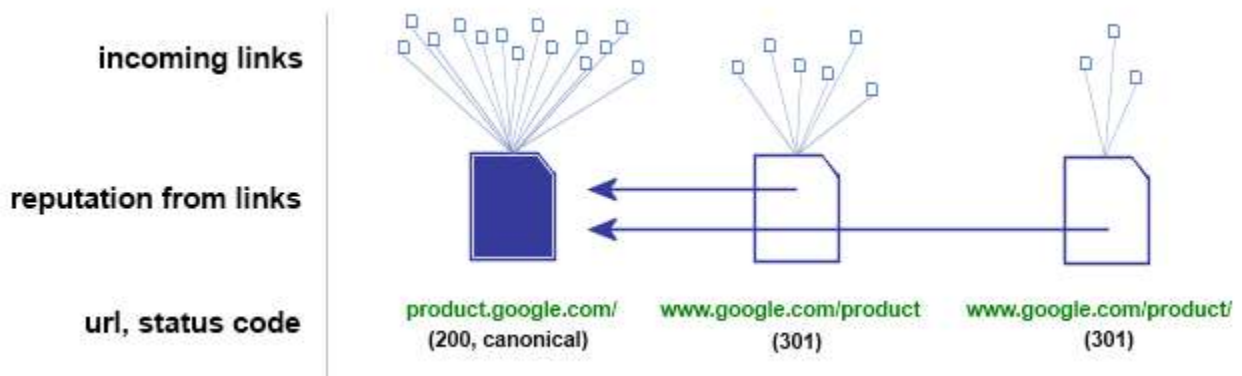 incoming links
reputation from links
url, status code
product.google.com/
(200, canonical)
www.google.com/product
(301)
www.google.com/product/
(301)